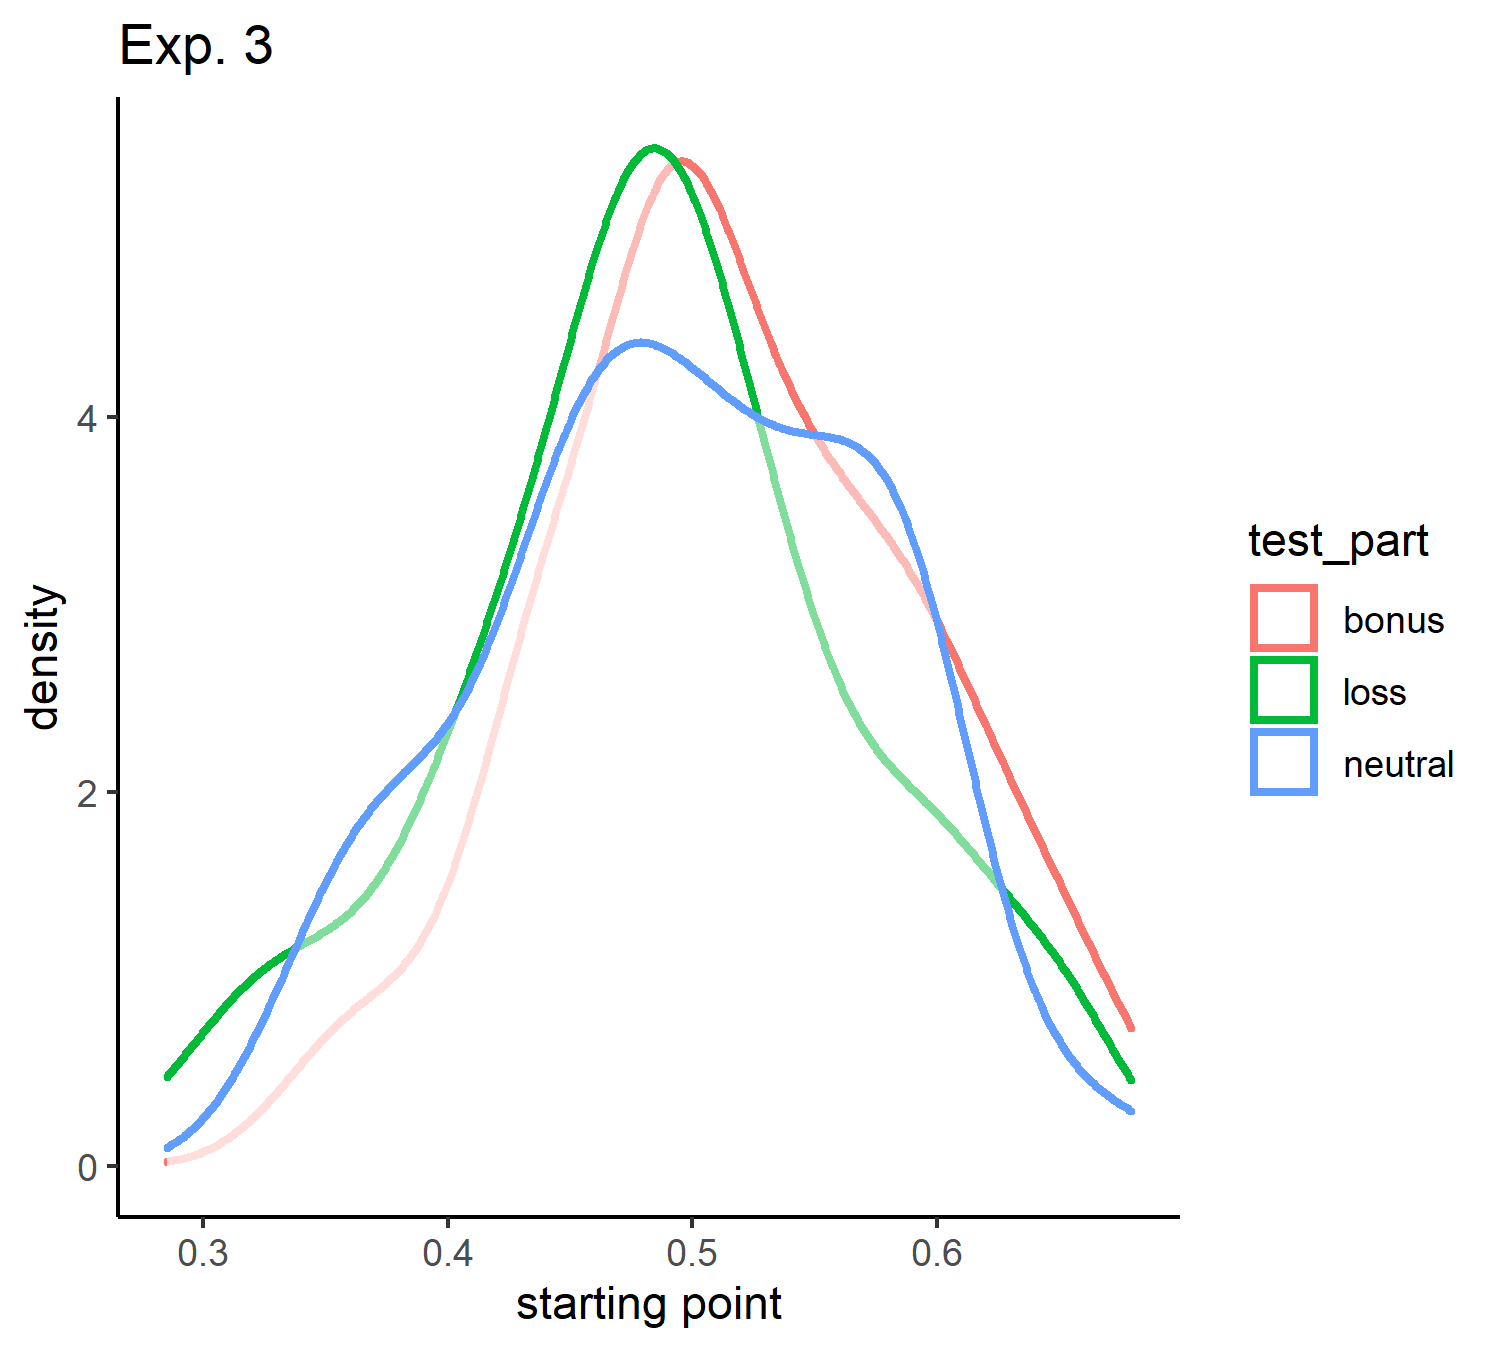 Exp. 3
density
4
2
0
0.3 0.4 0.5 0.6
starting point
test_part
bonus
loss
neutral